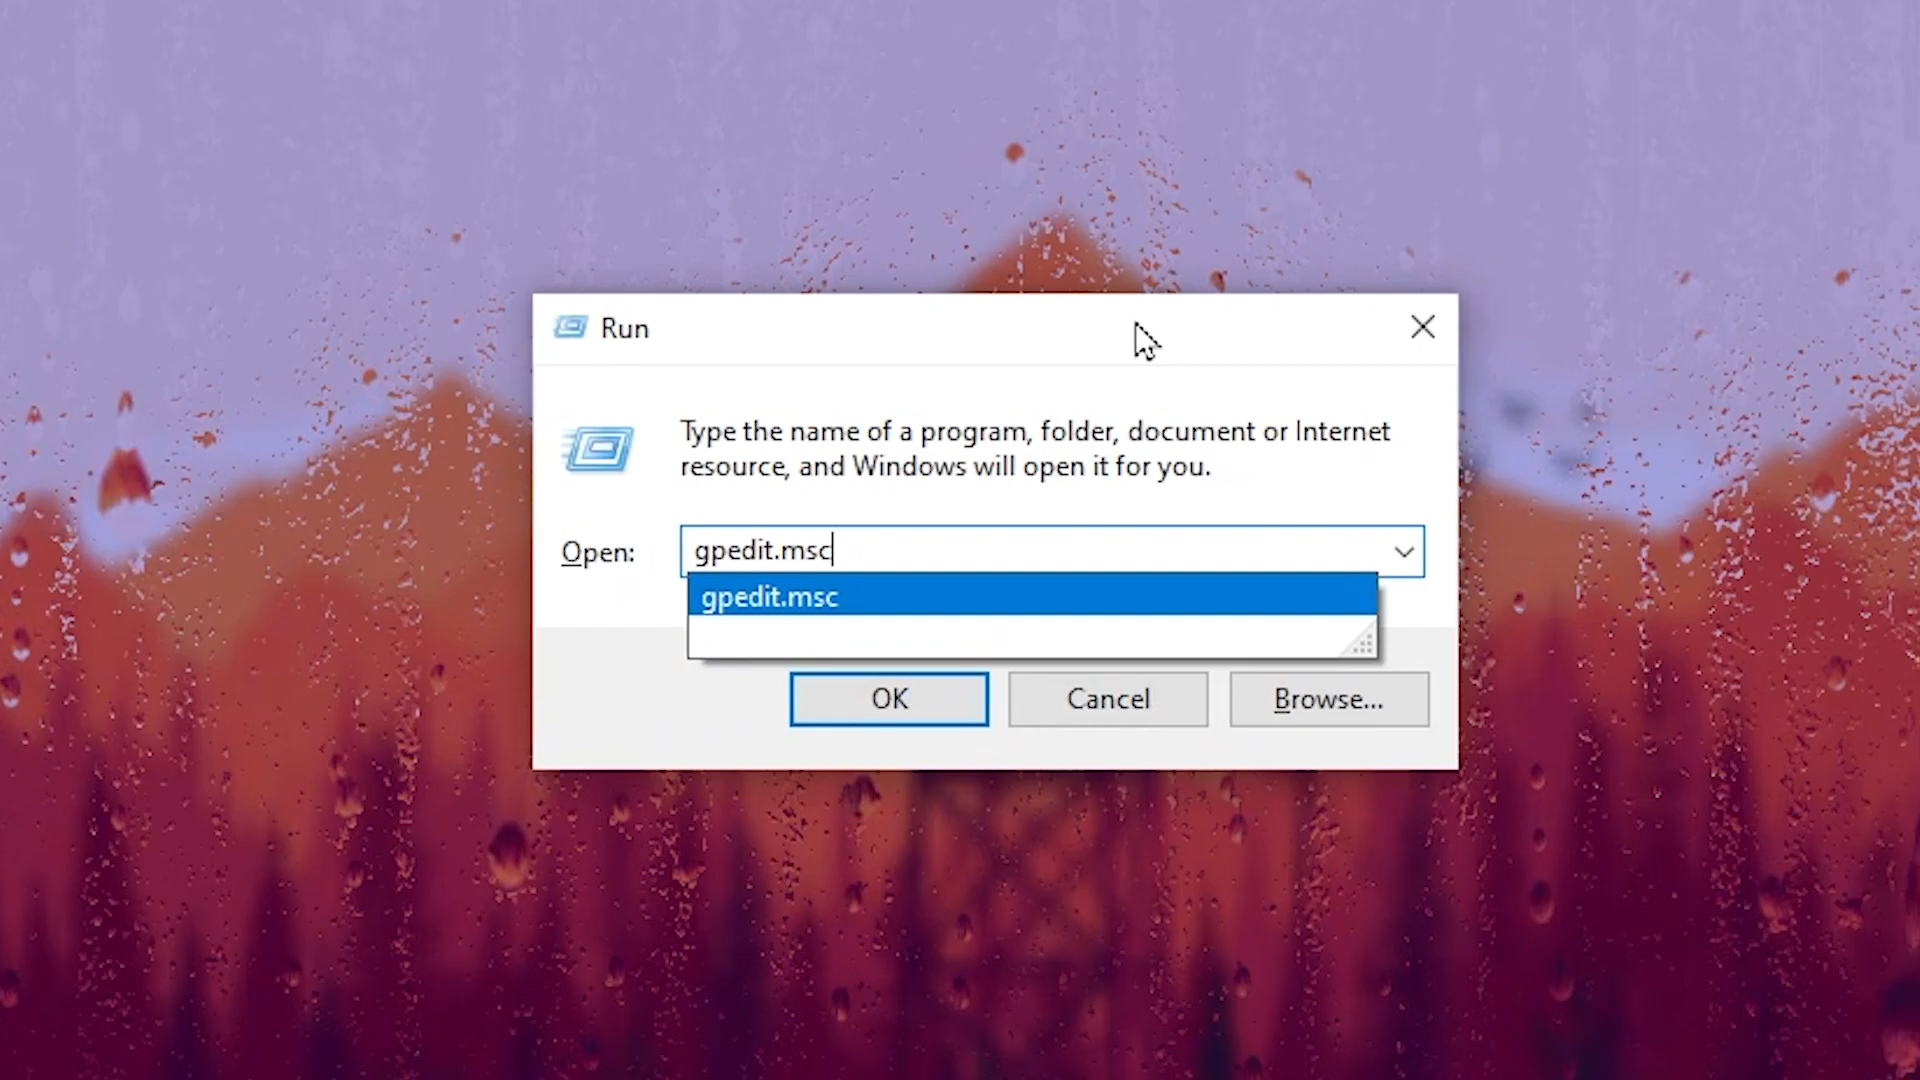 Run
Type the name of a program, folder, document or Internet
resource, and Windows will open it for you.
Open:
gpedit.msc
gpedit.msc
OK
Cancel
Browse...